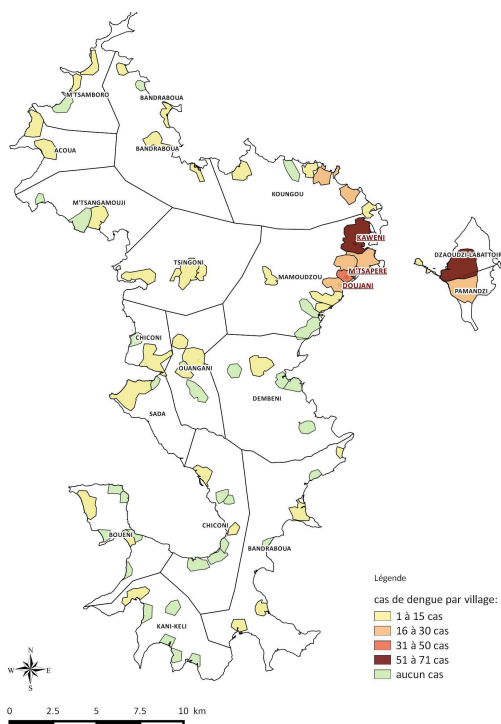 M'TSAMBORO
BANDRABOUA
ACOUA
BANDRABOUA
KOUNGOU
M'TSANGAMOUJI
KAWENI
TSINGONI
MAMOUDZOU
M'TSAPERE
DOUJANI
DZAOUDZI-LABATTOIR
PAMANDZI
CHICONI
OUANGANI
SADA
DEMBENI
CHICONI
BOUENI
BANDRABOUA
KANI-KELI
Légende
cas de dengue par village:
1 à 15 cas
16 à 30 cas
31 à 50 cas
51 à 71 cas
aucun cas
N
W E
S
0 2.5 5 7.5 10 km